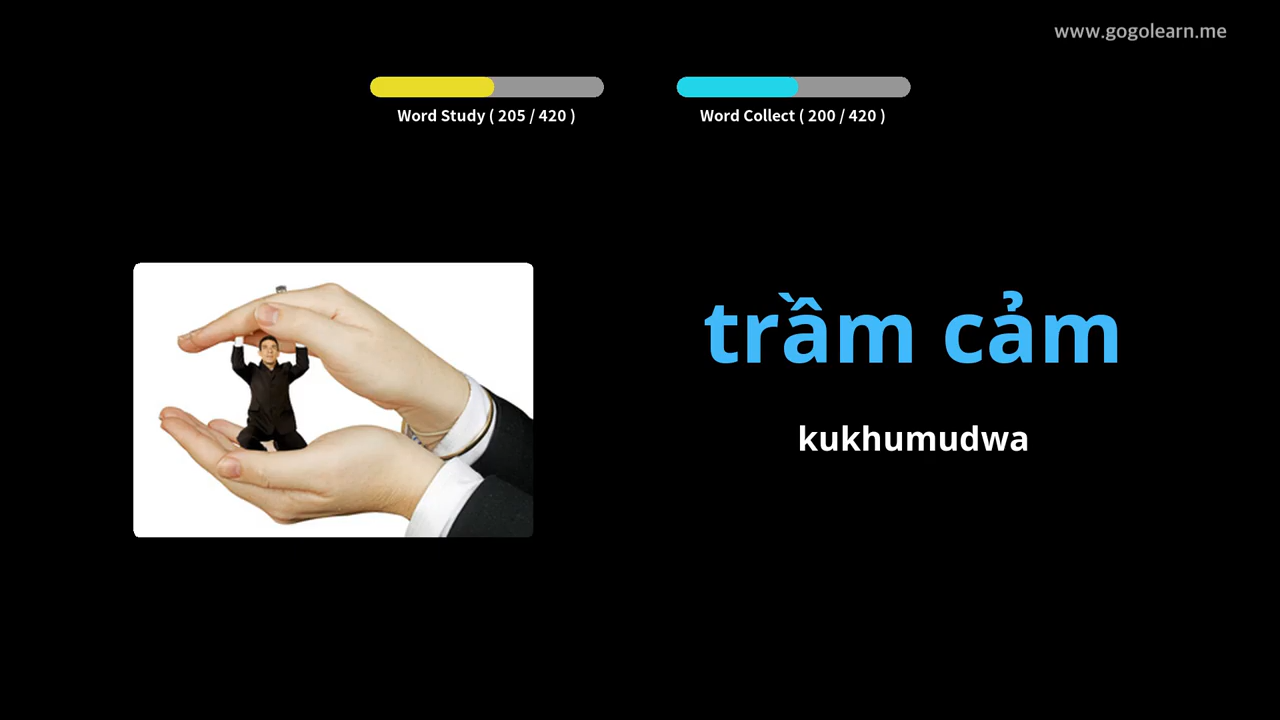 www.gogolearn.me
Word Study ( 205 / 420 )
Word Collect ( 200 / 420 )
trầm cảm
kukhumudwa